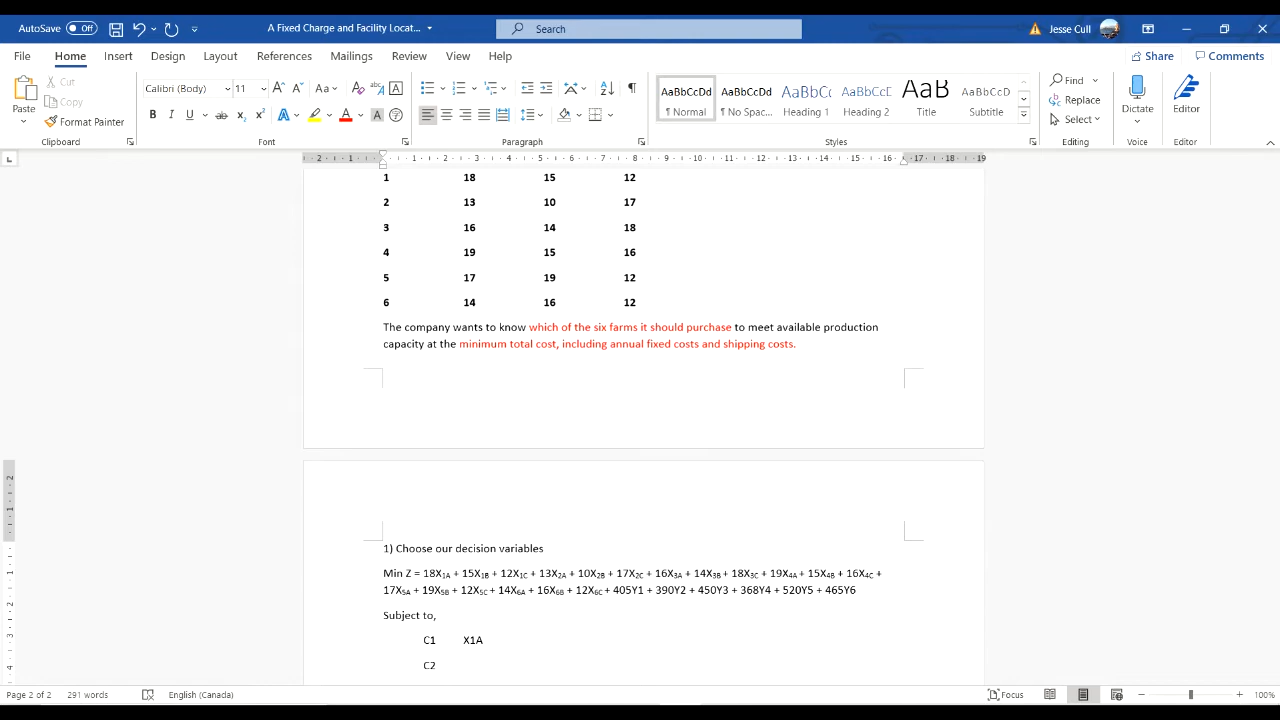 AutoSave Off A Fixed Charge and Facility Locat... Search Jesse Cull
File Home Insert Draw Design Layout References Mailings Review View Help Share Comments
Paste Cut Copy Format Painter
Calibri (Body) 11
AaBbCcDd AaBbCcDd AaBbCc AaBbCcE AaB AaBbCcD
¶ Normal ¶ No Spac... Heading 1 Heading 2 Title Subtitle
Find Replace Select Dictate Editor
Clipboard Font Paragraph Styles Editing Voice Editor
1 18 15 12
2 13 10 17
3 16 14 18
4 19 15 16
5 17 19 12
6 14 16 12
The company wants to know which of the six farms it should purchase to meet available production
capacity at the minimum total cost, including annual fixed costs and shipping costs.
1) Choose our decision variables
Min Z = 18X1A + 15X1B + 12X1C + 13X2A + 10X2B + 17X2C + 16X3A + 14X3B + 18X3C + 19X4A + 15X4B + 16X4C +
17X5A + 19X5B + 12X5C + 14X6A + 16X6B + 12X6C + 405Y1 + 390Y2 + 450Y3 + 368Y4 + 520Y5 + 465Y6
Subject to,
C1 X1A
C2
Page 2 of 2 291 words English (Canada) Focus 100%